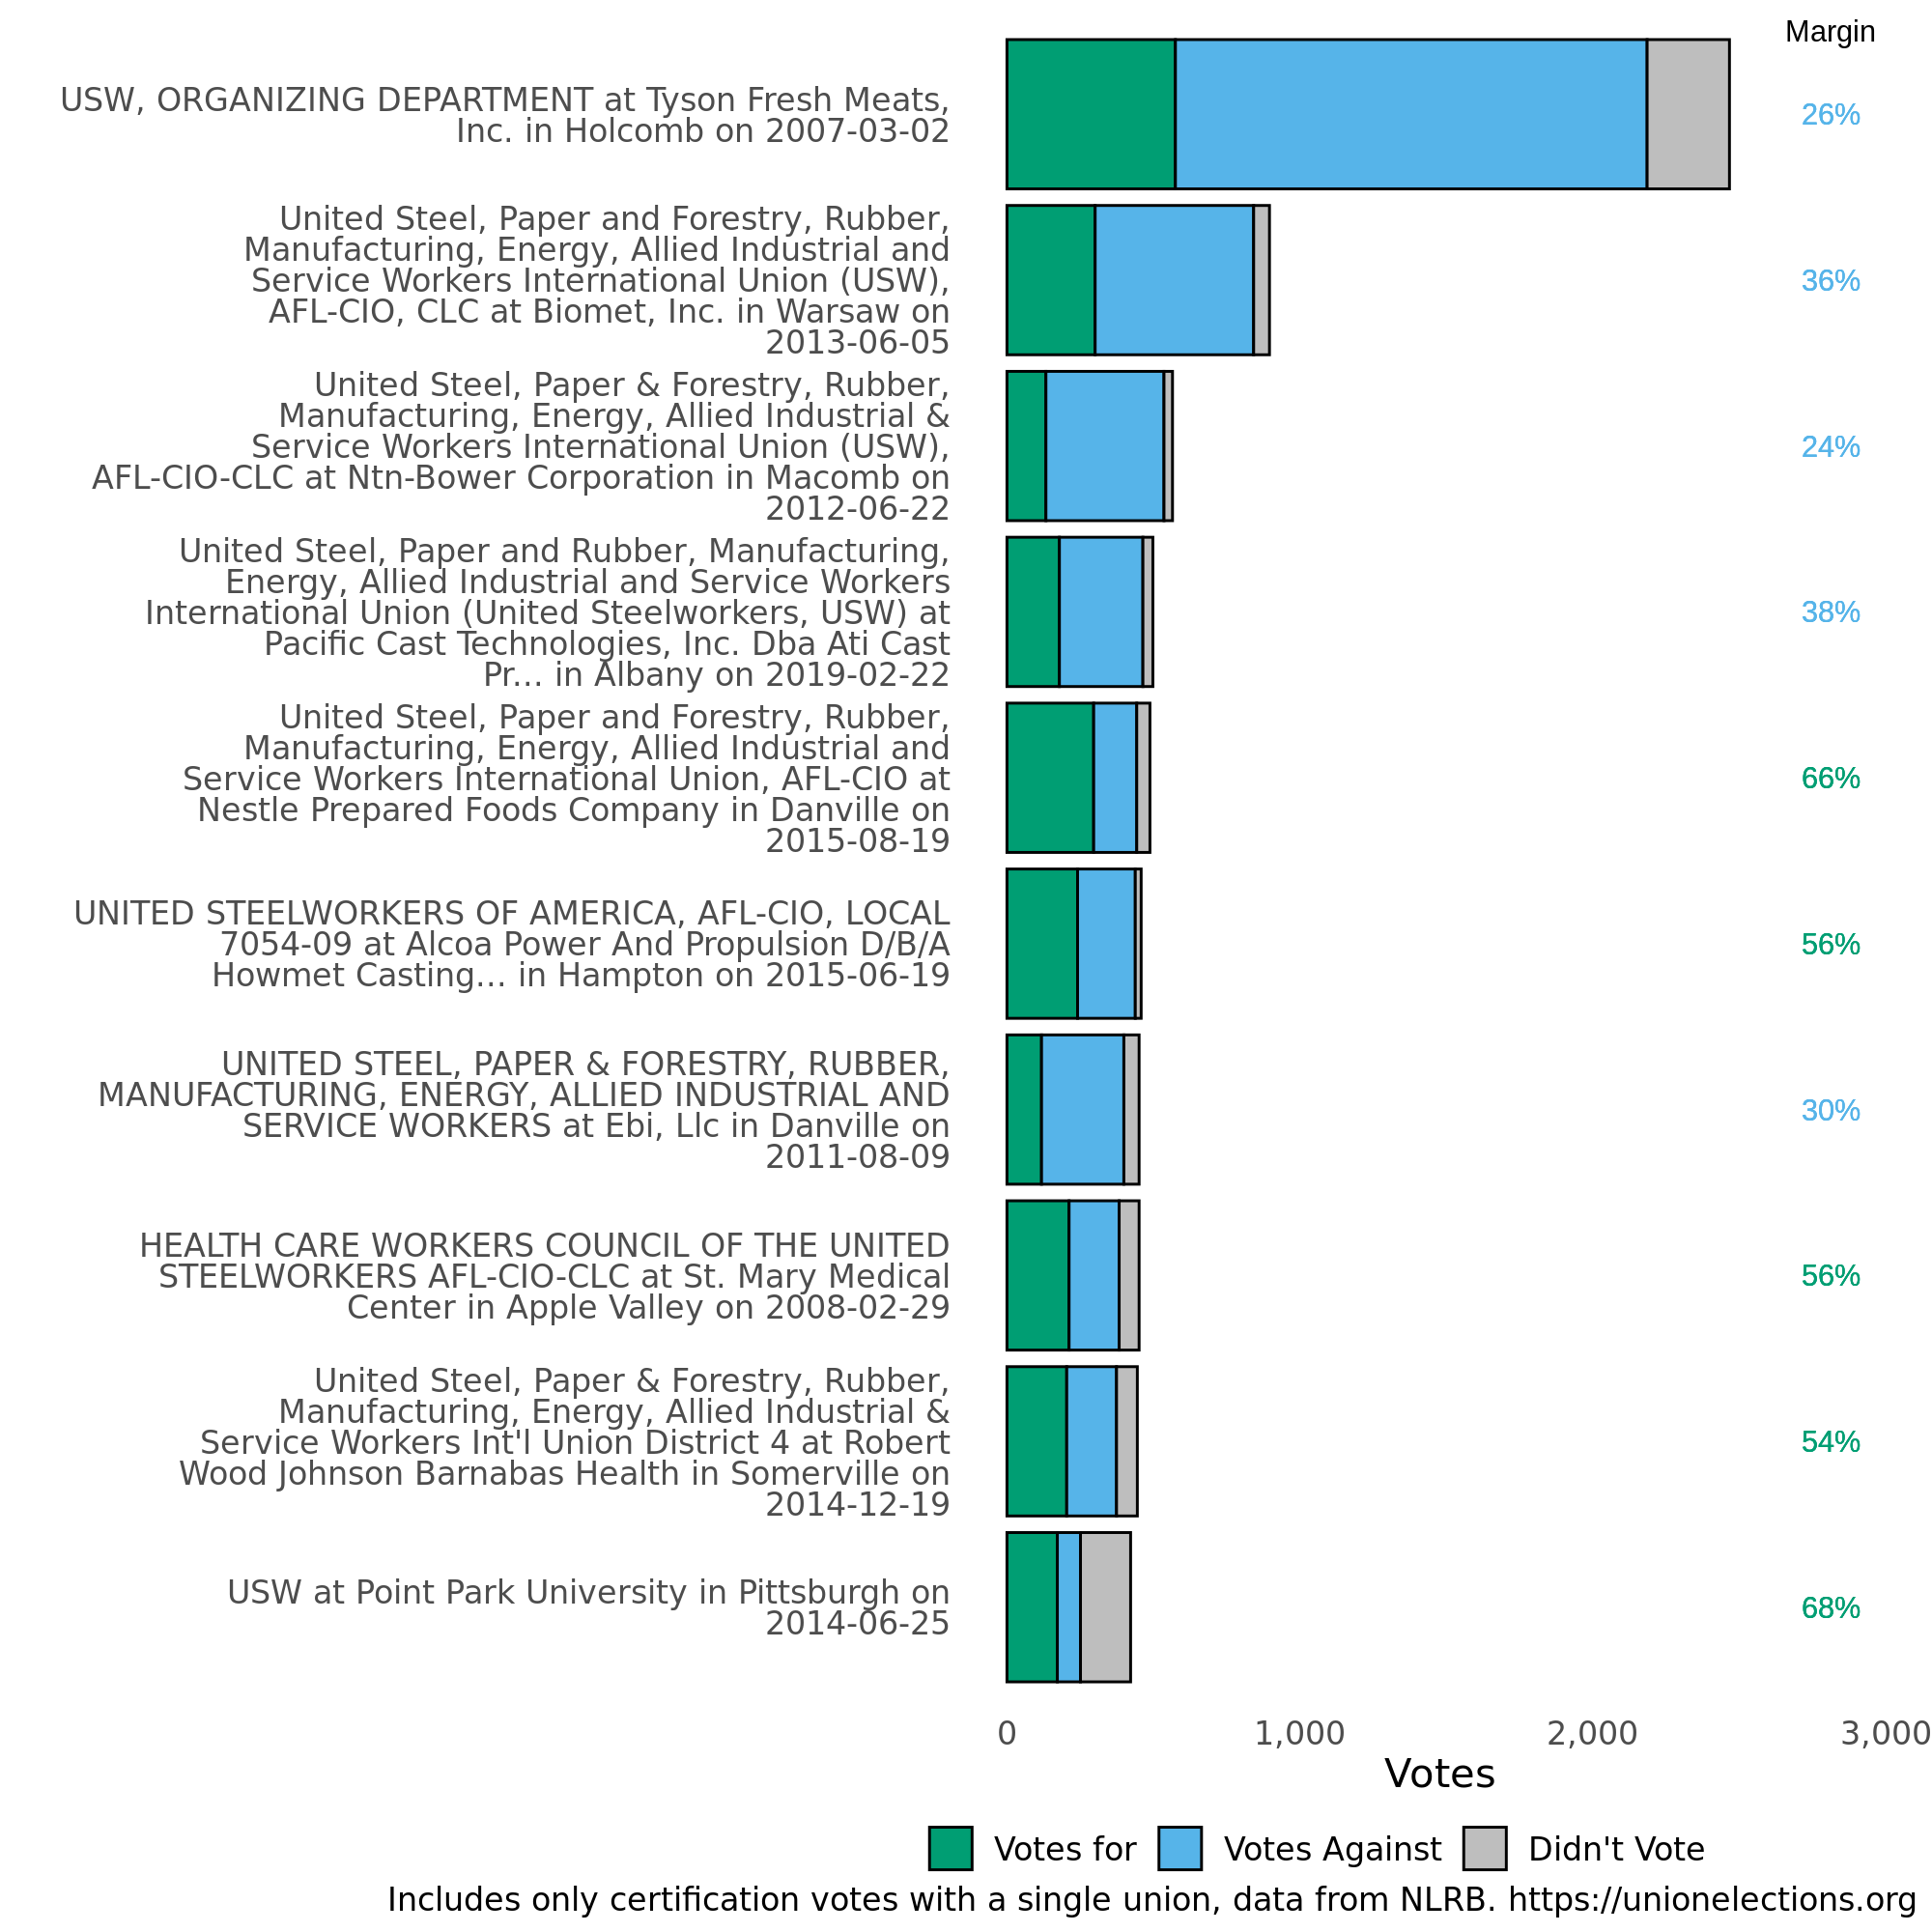 Margin
USW, ORGANIZING DEPARTMENT at Tyson Fresh Meats,
Inc. in Holcomb on 2007-03-02
26%
United Steel, Paper and Forestry, Rubber,
Manufacturing, Energy, Allied Industrial and
Service Workers International Union (USW),
AFL-CIO, CLC at Biomet, Inc. in Warsaw on
2013-06-05
36%
United Steel, Paper & Forestry, Rubber,
Manufacturing, Energy, Allied Industrial &
Service Workers International Union (USW),
AFL-CIO-CLC at Ntn-Bower Corporation in Macomb on
2012-06-22
24%
United Steel, Paper and Rubber, Manufacturing,
Energy, Allied Industrial and Service Workers
International Union (United Steelworkers, USW) at
Pacific Cast Technologies, Inc. Dba Ati Cast
Pr... in Albany on 2019-02-22
38%
United Steel, Paper and Forestry, Rubber,
Manufacturing, Energy, Allied Industrial and
Service Workers International Union, AFL-CIO at
Nestle Prepared Foods Company in Danville on
2015-08-19
66%
UNITED STEELWORKERS OF AMERICA, AFL-CIO, LOCAL
7054-09 at Alcoa Power And Propulsion D/B/A
Howmet Casting... in Hampton on 2015-06-19
56%
UNITED STEEL, PAPER & FORESTRY, RUBBER,
MANUFACTURING, ENERGY, ALLIED INDUSTRIAL AND
SERVICE WORKERS at Ebi, Llc in Danville on
2011-08-09
30%
HEALTH CARE WORKERS COUNCIL OF THE UNITED
STEELWORKERS AFL-CIO-CLC at St. Mary Medical
Center in Apple Valley on 2008-02-29
56%
United Steel, Paper & Forestry, Rubber,
Manufacturing, Energy, Allied Industrial &
Service Workers Int'l Union District 4 at Robert
Wood Johnson Barnabas Health in Somerville on
2014-12-19
54%
USW at Point Park University in Pittsburgh on
2014-06-25
68%
0 1,000 2,000 3,000
Votes
Votes for Votes Against Didn't Vote
Includes only certification votes with a single union, data from NLRB. https://unionelections.org